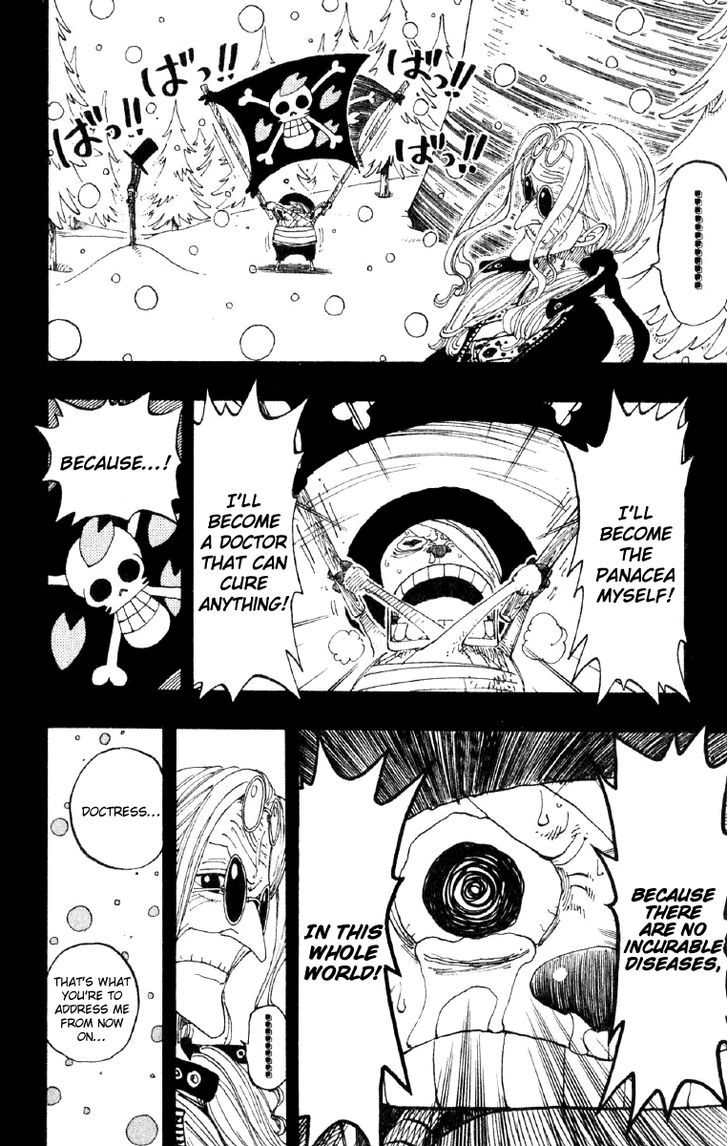 ばっ!!
ばっ!!
ばっ!!
ばっ!!
I'LL
BECOME
THE
PANACEA
MYSELF!
I'LL
BECOME
A DOCTOR
THAT CAN
CURE
ANYTHING!
BECAUSE...!
BECAUSE
THERE
ARE NO
INCURABLE
DISEASES,
IN THIS
WHOLE
WORLD!
DOCTRESS...
THAT'S WHAT
YOU'RE TO
ADDRESS ME
FROM NOW
ON...